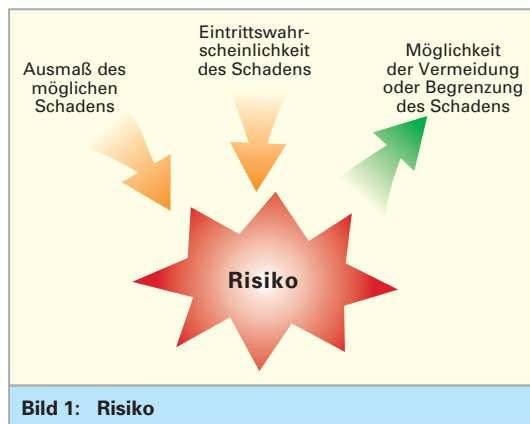 Ausmaß des
möglichen
Schadens
Eintrittswahr-
scheinlichkeit
des Schadens
Möglichkeit
der Vermeidung
oder Begrenzung
des Schadens
Risiko
Bild 1: Risiko